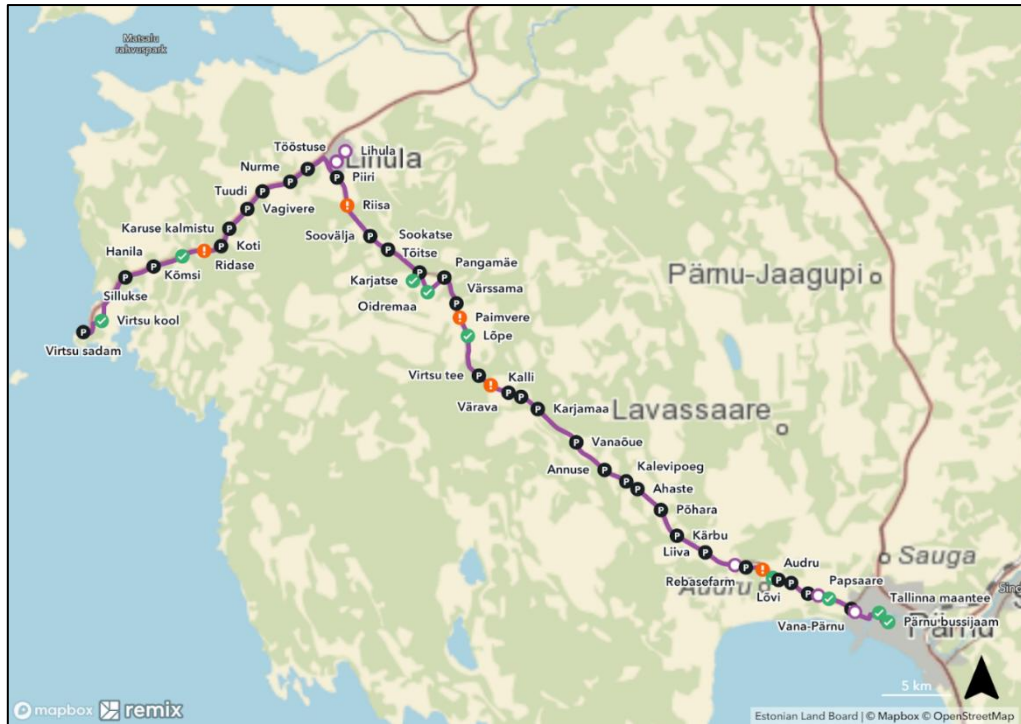 Matsalu
rahvuspark
Tööstuse
Lihula
Lihula
Nurme
Piiri
Tuudi
Riisa
Vagivere
Karuse kalmistu
Soovälja
Sookatse
Koti
Hanila
Tõitse
Ridase
Pangamäe
Kõmsi
Karjatse
Pärnu-Jaagupi
Värssama
Sillukse
Oidremaa
Virtsu kool
Paimvere
Lõpe
Virtsu sadam
Virtsu tee
Kalli
Värava
Karjamaa
Lavassaare
Vanaõue
Annuse
Kalevipoeg
Ahaste
Põhara
Kärbu
Liiva
Sauga
Audru
Rebasefarm
Audru
Papsaare
Tallinna maantee
Lõvi
Sind
Vana-Pärnu
Pärnu bussijaam
Pärnu
5 km
mapbox remix
Estonian Land Board | © Mapbox © OpenStreetMap